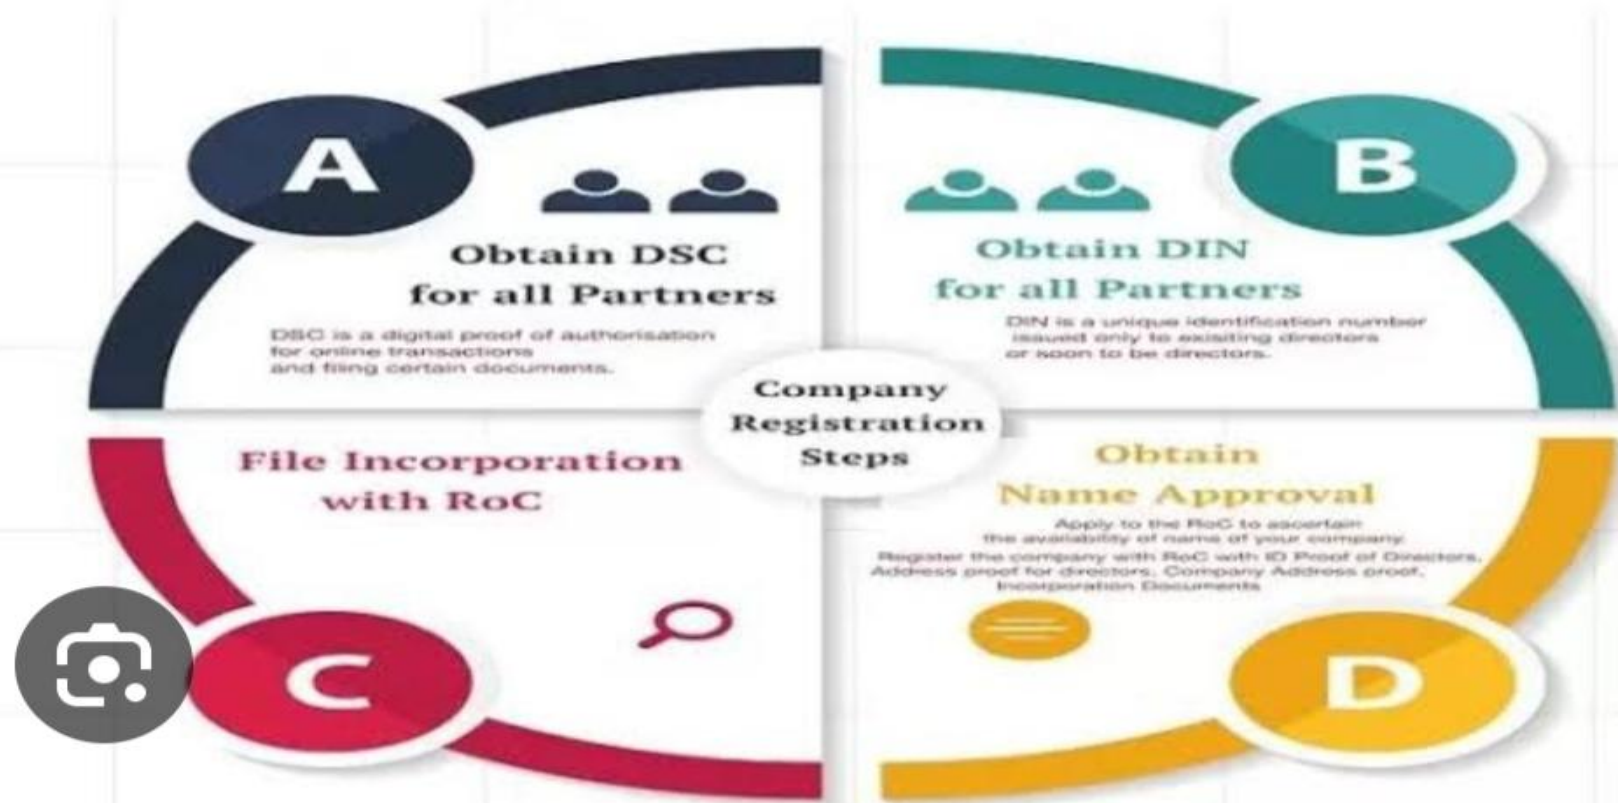 A
Obtain DSC
for all Partners
DSC is a digital proof of authorisation
for online transactions
and filing certain documents.
B
Obtain DIN
for all Partners
DIN is a unique identification number
issued only to exisiting directors
or soon to be directors.
Company
Registration
Steps
File Incorporation
with RoC
C
Obtain
Name Approval
Apply to the RoC to ascertain
the availability of name of your company.
Register the company with RoC with ID Proof of Directors,
Address proof for directors, Company Address proof,
Incorporation Documents
D